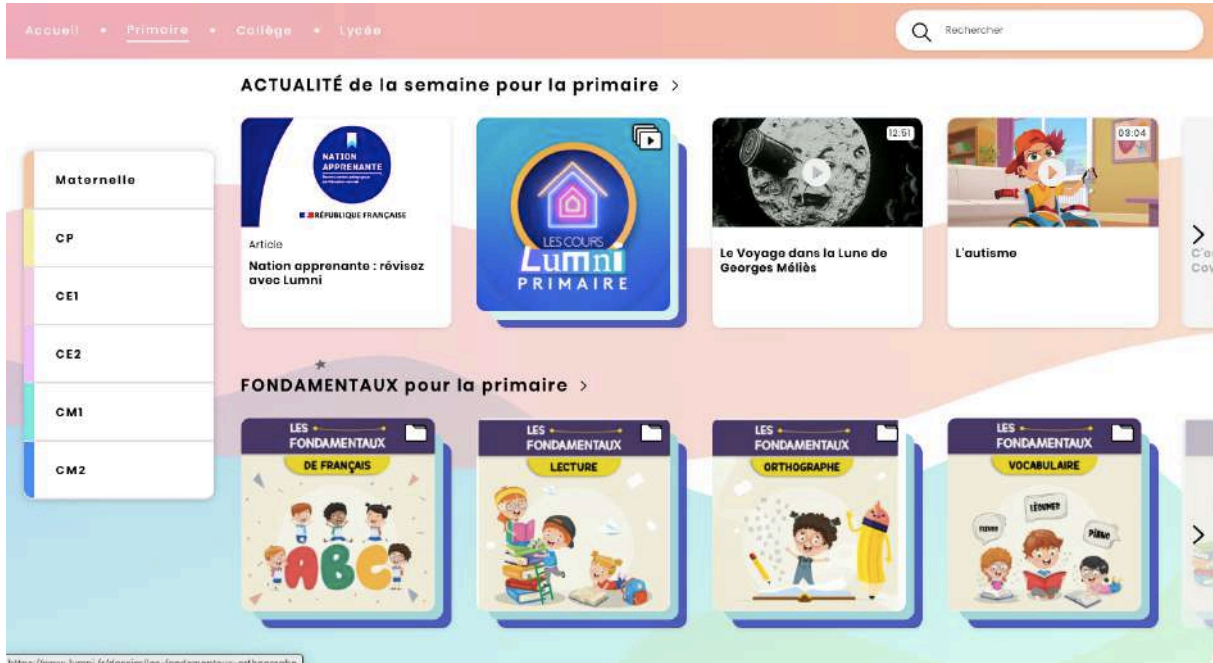 Accueil • Primaire • Collège • Lycée
Rechercher
ACTUALITÉ de la semaine pour la primaire >
Maternelle
CP
CE1
CE2
CM1
CM2
NATION
APPRENANTE
RÉPUBLIQUE FRANÇAISE
Article
Nation apprenante : révisez
avec Lumni
LES COURS
Lumni
PRIMAIRE
12:51
Le Voyage dans la Lune de
Georges Méliès
03:04
L'autisme
FONDAMENTAUX pour la primaire >
LES
FONDAMENTAUX
DE FRANÇAIS
ABC
LES
FONDAMENTAUX
LECTURE
LES
FONDAMENTAUX
ORTHOGRAPHE
LES
FONDAMENTAUX
VOCABULAIRE